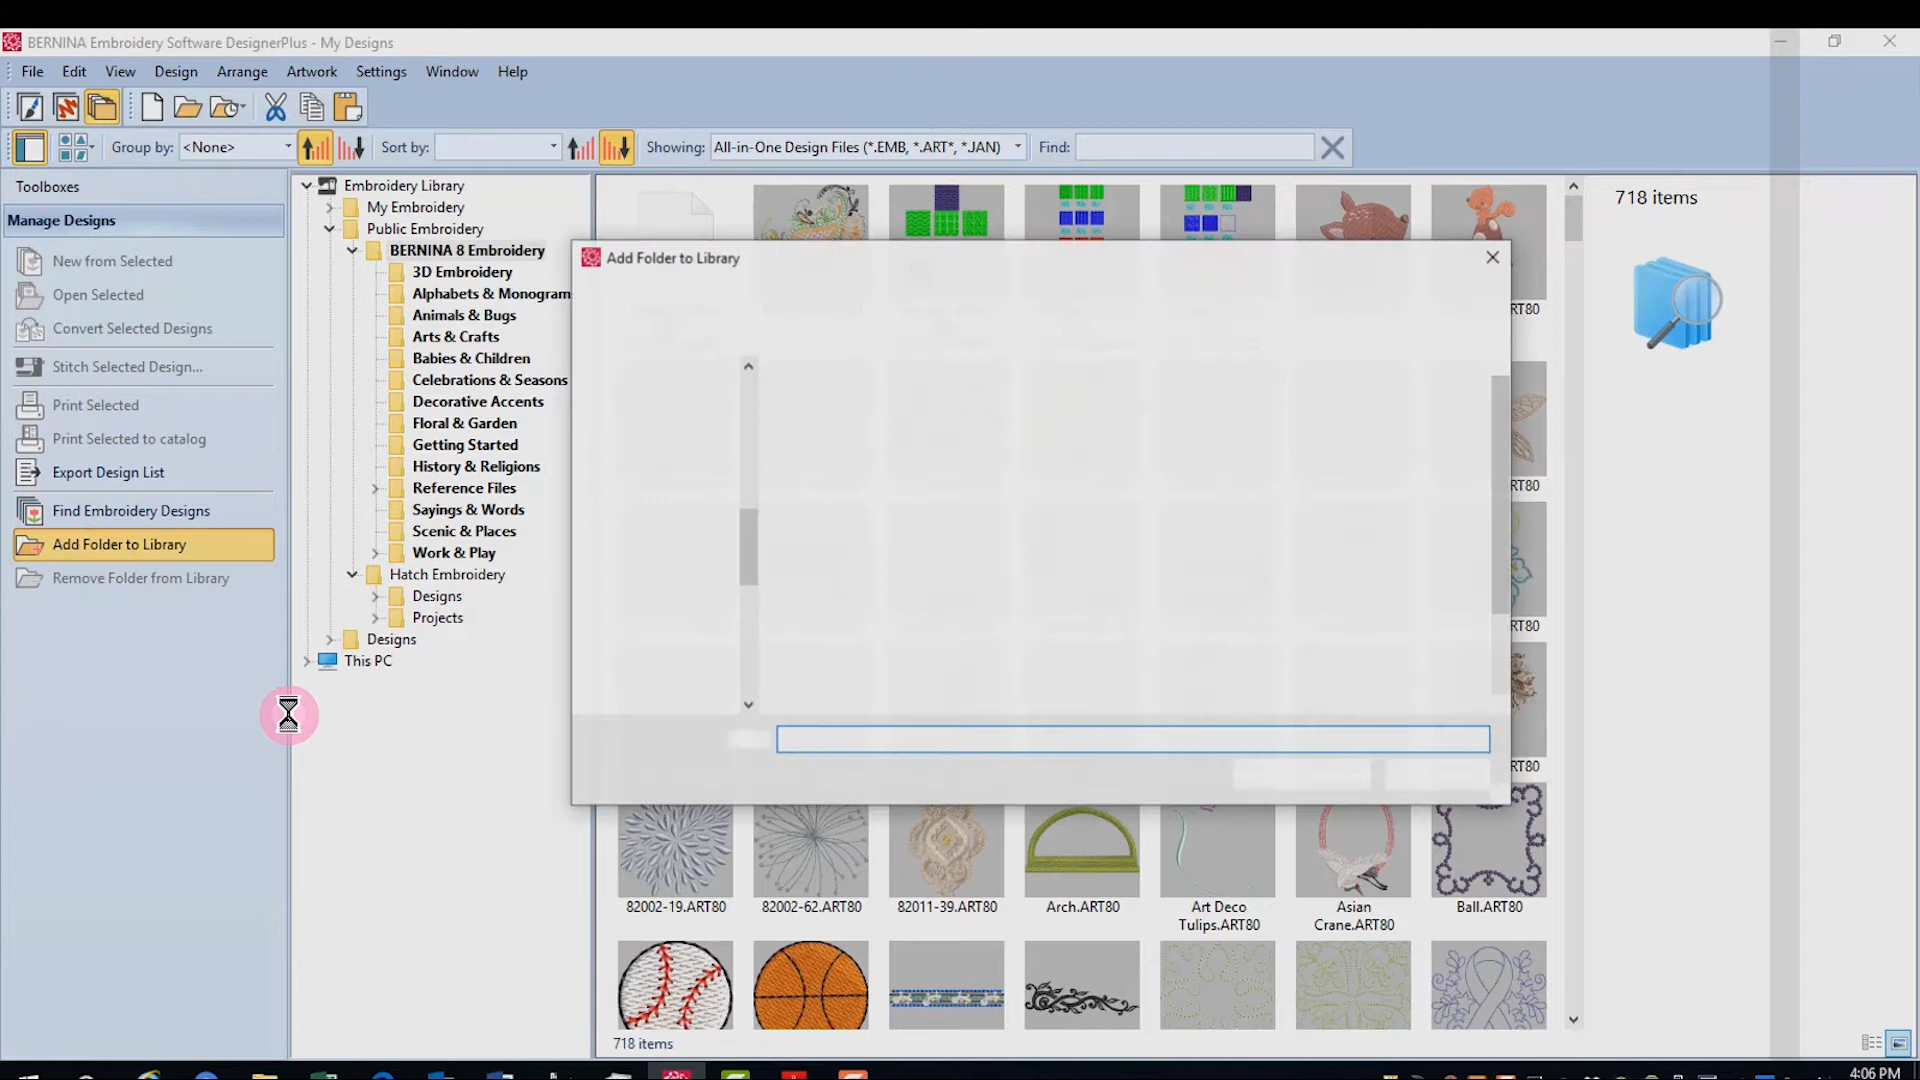 BERNINA Embroidery Software DesignerPlus - My Designs
File Edit View Design Arrange Artwork Settings Window Help
Group by: <None> Sort by: Showing: All-in-One Design Files (*.EMB, *.ART*, *.JAN) Find:
Toolboxes
Manage Designs
New from Selected
Open Selected
Convert Selected Designs
Stitch Selected Design...
Print Selected
Print Selected to catalog
Export Design List
Find Embroidery Designs
Add Folder to Library
Remove Folder from Library
Embroidery Library
My Embroidery
Public Embroidery
BERNINA 8 Embroidery
3D Embroidery
Alphabets & Monogram
Animals & Bugs
Arts & Crafts
Babies & Children
Celebrations & Seasons
Decorative Accents
Floral & Garden
Getting Started
History & Religions
Reference Files
Sayings & Words
Scenic & Places
Work & Play
Hatch Embroidery
Designs
Projects
Designs
This PC
Add Folder to Library
RT80
RT80
RT80
RT80
82002-19.ART80 82002-62.ART80 82011-39.ART80 Arch.ART80 Art Deco Asian Ball.ART80
Tulips.ART80 Crane.ART80
718 items
718 items
4:06 PM